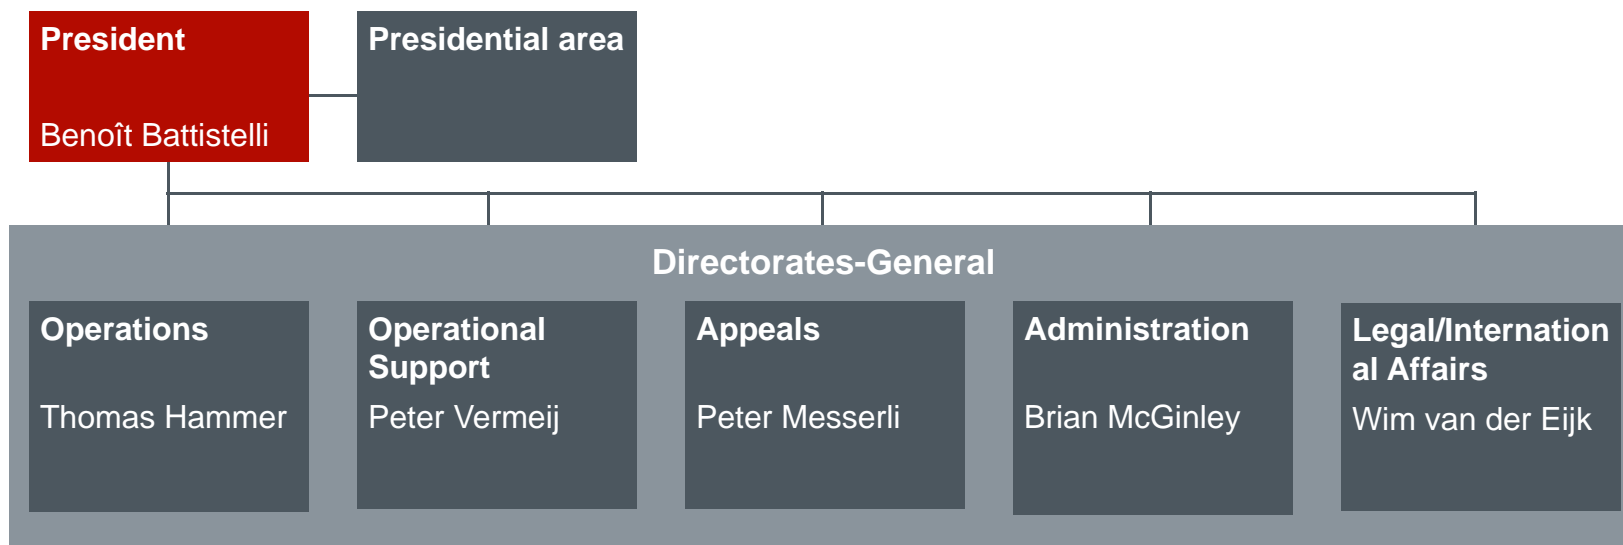 President
Benoît Battistelli
Presidential area
Directorates-General
Operations
Thomas Hammer
Operational
Support
Peter Vermeij
Appeals
Peter Messerli
Administration
Brian McGinley
Legal/Internation
al Affairs
Wim van der Eijk